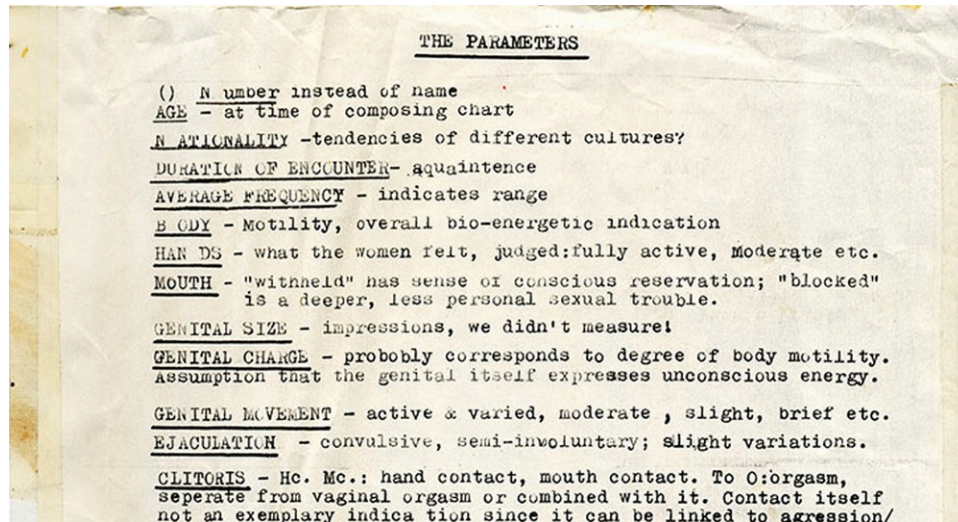 THE PARAMETERS
() N umber instead of name
AGE - at time of composing chart
N ATIONALITY -tendencies of different cultures?
DURATION OF ENCOUNTER- aquaintence
AVERAGE FREQUENCY - indicates range
B ODY - Motility, overall bio-energetic indication
HAN DS - what the women felt, judged:fully active, Moderate etc.
MOUTH - "withheld" has sense of conscious reservation; "blocked"
is a deeper, less personal sexual trouble.
GENITAL SIZE - impressions, we didn't measure!
GENITAL CHARGE - probobly corresponds to degree of body motility.
Assumption that the genital itself expresses unconscious energy.
GENITAL MOVEMENT - active & varied, moderate , slight, brief etc.
EJACULATION - convulsive, semi-involuntary; slight variations.
CLITORIS - Hc. Mc.: hand contact, mouth contact. To O:orgasm,
seperate from vaginal orgasm or combined with it. Contact itself
not an exemplary indica tion since it can be linked to agression/